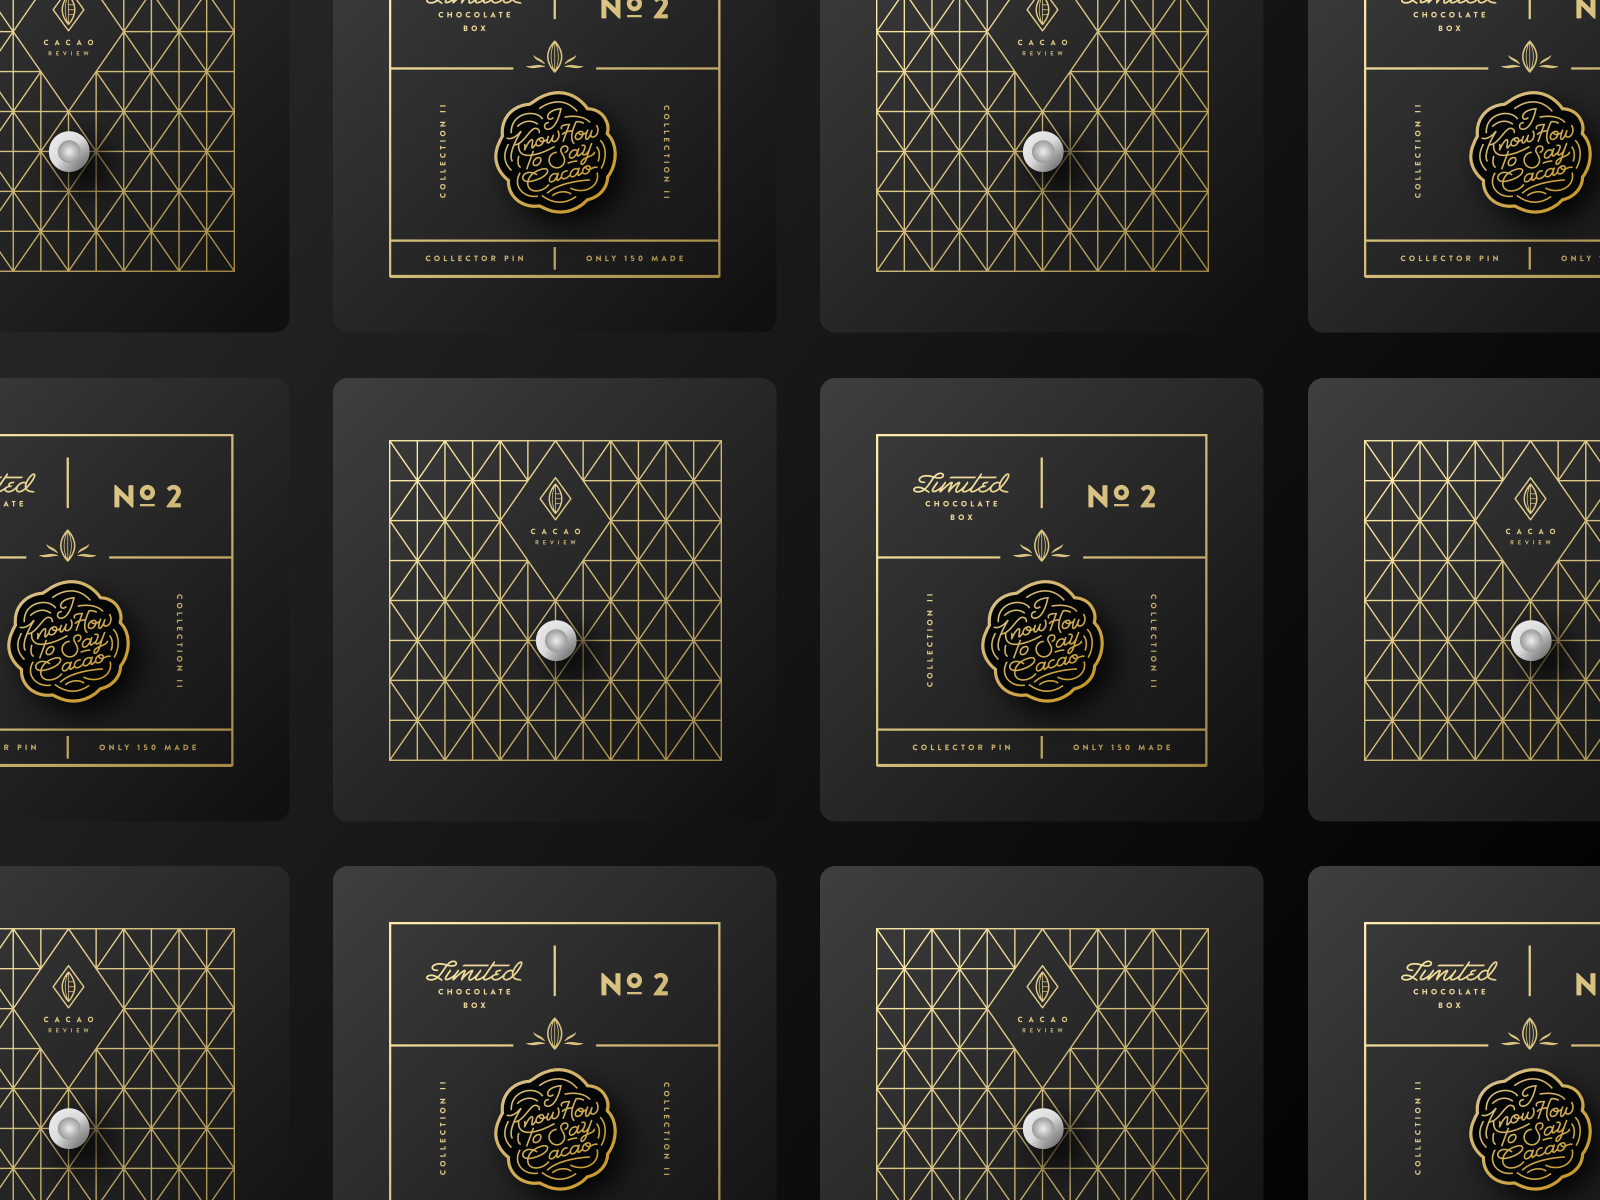 CACAO
REVIEW
Limited
CHOCOLATE
BOX
Nº 2
COLLECTION II
I
Know How
To Say
Cacao
COLLECTION II
COLLECTOR PIN
ONLY 150 MADE
CACAO
REVIEW
Limited
CHOCOLATE
BOX
N
COLLECTION II
I
Know How
To Say
Cacao
COLLECTOR PIN
ONLY 1
ited
ATE
Nº 2
I
Know How
To Say
Cacao
COLLECTION II
R PIN
ONLY 150 MADE
CACAO
REVIEW
Limited
CHOCOLATE
BOX
Nº 2
COLLECTION II
I
Know How
To Say
Cacao
COLLECTION II
COLLECTOR PIN
ONLY 150 MADE
CACAO
REVIEW
CACAO
REVIEW
Limited
CHOCOLATE
BOX
Nº 2
COLLECTION II
I
Know How
To Say
Cacao
COLLECTION II
CACAO
REVIEW
Limited
CHOCOLATE
BOX
N
COLLECTION II
I
Know How
To Say
Cacao